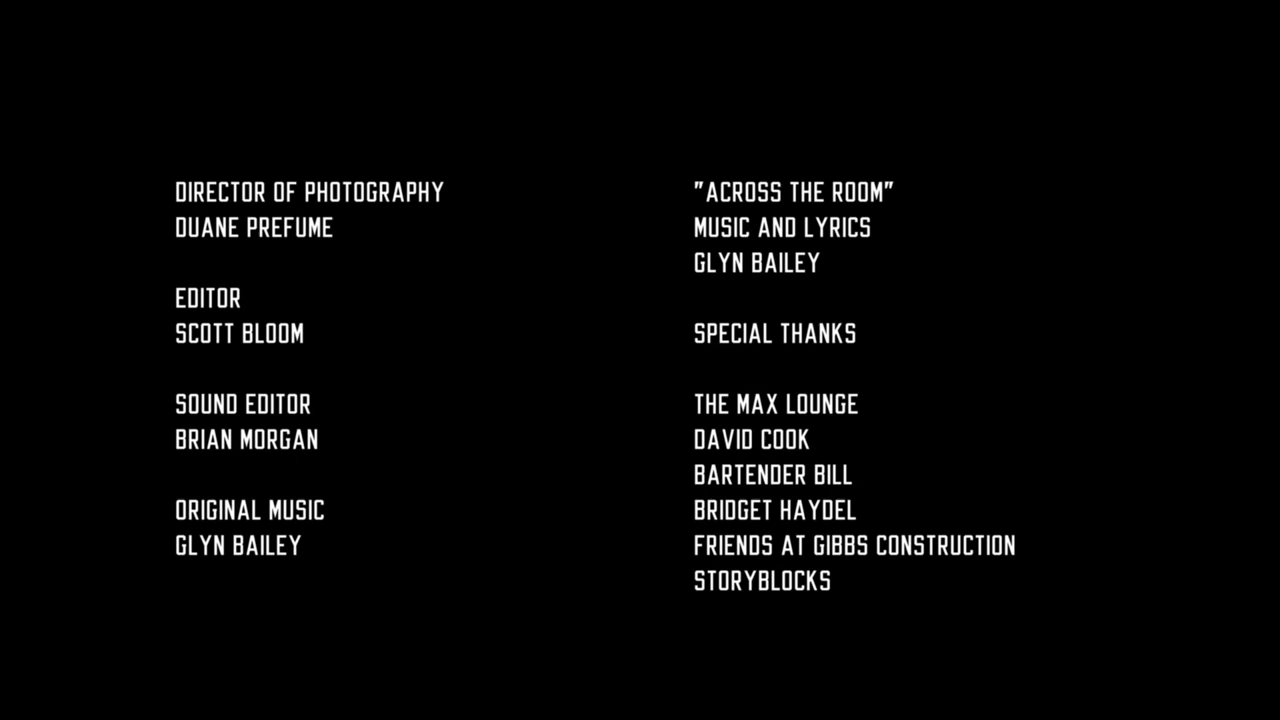 DIRECTOR OF PHOTOGRAPHY
DUANE PREFUME
EDITOR
SCOTT BLOOM
SOUND EDITOR
BRIAN MORGAN
ORIGINAL MUSIC
GLYN BAILEY
"ACROSS THE ROOM"
MUSIC AND LYRICS
GLYN BAILEY
SPECIAL THANKS
THE MAX LOUNGE
DAVID COOK
BARTENDER BILL
BRIDGET HAYDEL
FRIENDS AT GIBBS CONSTRUCTION
STORYBLOCKS